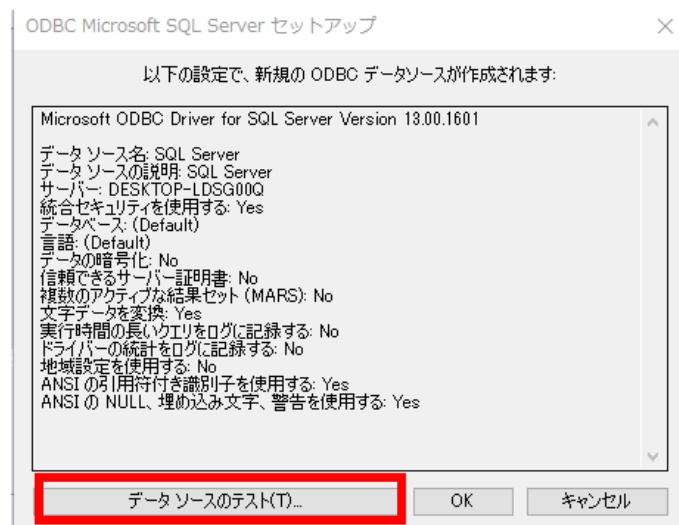 ODBC Microsoft SQL Server セットアップ
以下の設定で、新規の ODBC データソースが作成されます:
Microsoft ODBC Driver for SQL Server Version 13.00.1601
データ ソース名: SQL Server
データ ソースの説明: SQL Server
サーバー: DESKTOP-LDSG00Q
統合セキュリティを使用する: Yes
データベース: (Default)
言語: (Default)
データの暗号化: No
信頼できるサーバー証明書: No
複数のアクティブな結果セット (MARS): No
文字データを変換: Yes
実行時間の長いクエリをログに記録する: No
ドライバーの統計をログに記録する: No
地域設定を使用する: No
ANSI の引用符付き識別子を使用する: Yes
ANSI の NULL、埋め込み文字、警告を使用する: Yes
データ ソースのテスト(T)... OK キャンセル